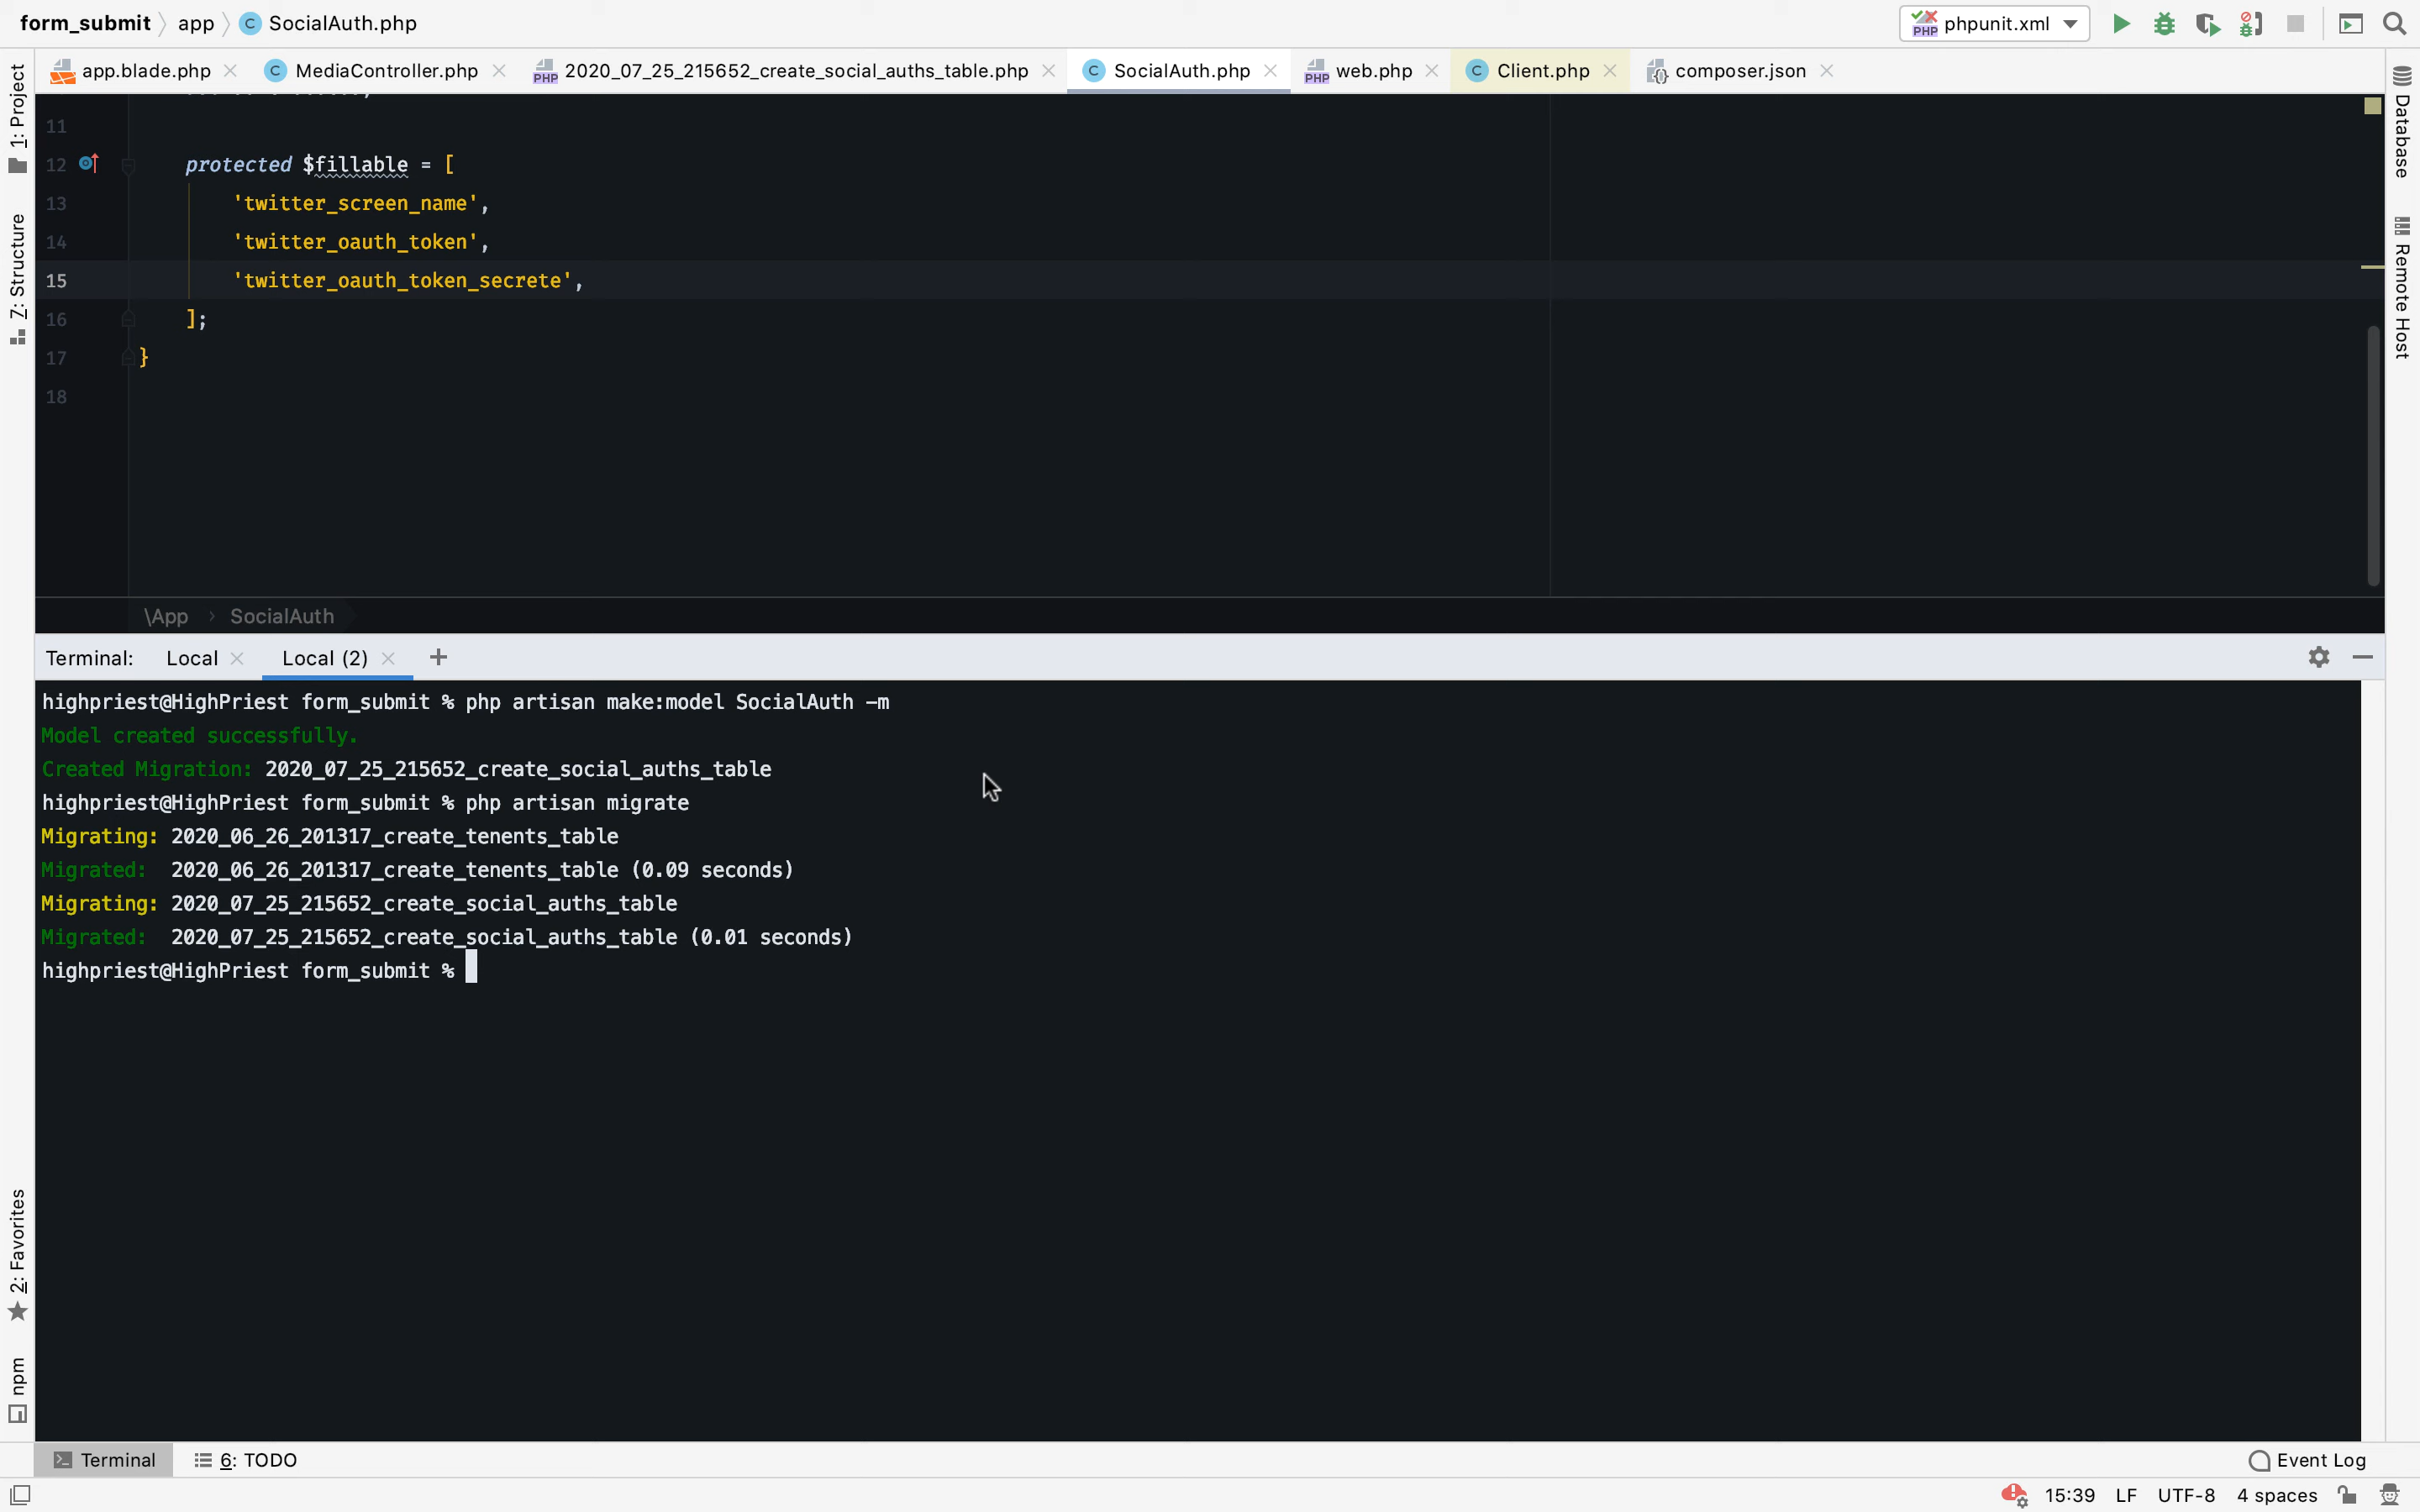 form_submit app SocialAuth.php
phpunit.xml
app.blade.php MediaController.php 2020_07_25_215652_create_social_auths_table.php SocialAuth.php web.php Client.php composer.json
1: Project
7: Structure
2: Favorites
npm
Database
Remote Host
11
12 protected $fillable = [
13 'twitter_screen_name',
14 'twitter_oauth_token',
15 'twitter_oauth_token_secrete',
16 ];
17 }
18
\App › SocialAuth
Terminal: Local Local (2) +
highpriest@HighPriest form_submit % php artisan make:model SocialAuth -m
Model created successfully.
Created Migration: 2020_07_25_215652_create_social_auths_table
highpriest@HighPriest form_submit % php artisan migrate
Migrating: 2020_06_26_201317_create_tenents_table
Migrated: 2020_06_26_201317_create_tenents_table (0.09 seconds)
Migrating: 2020_07_25_215652_create_social_auths_table
Migrated: 2020_07_25_215652_create_social_auths_table (0.01 seconds)
highpriest@HighPriest form_submit %
Terminal 6: TODO Event Log
15:39 LF UTF-8 4 spaces